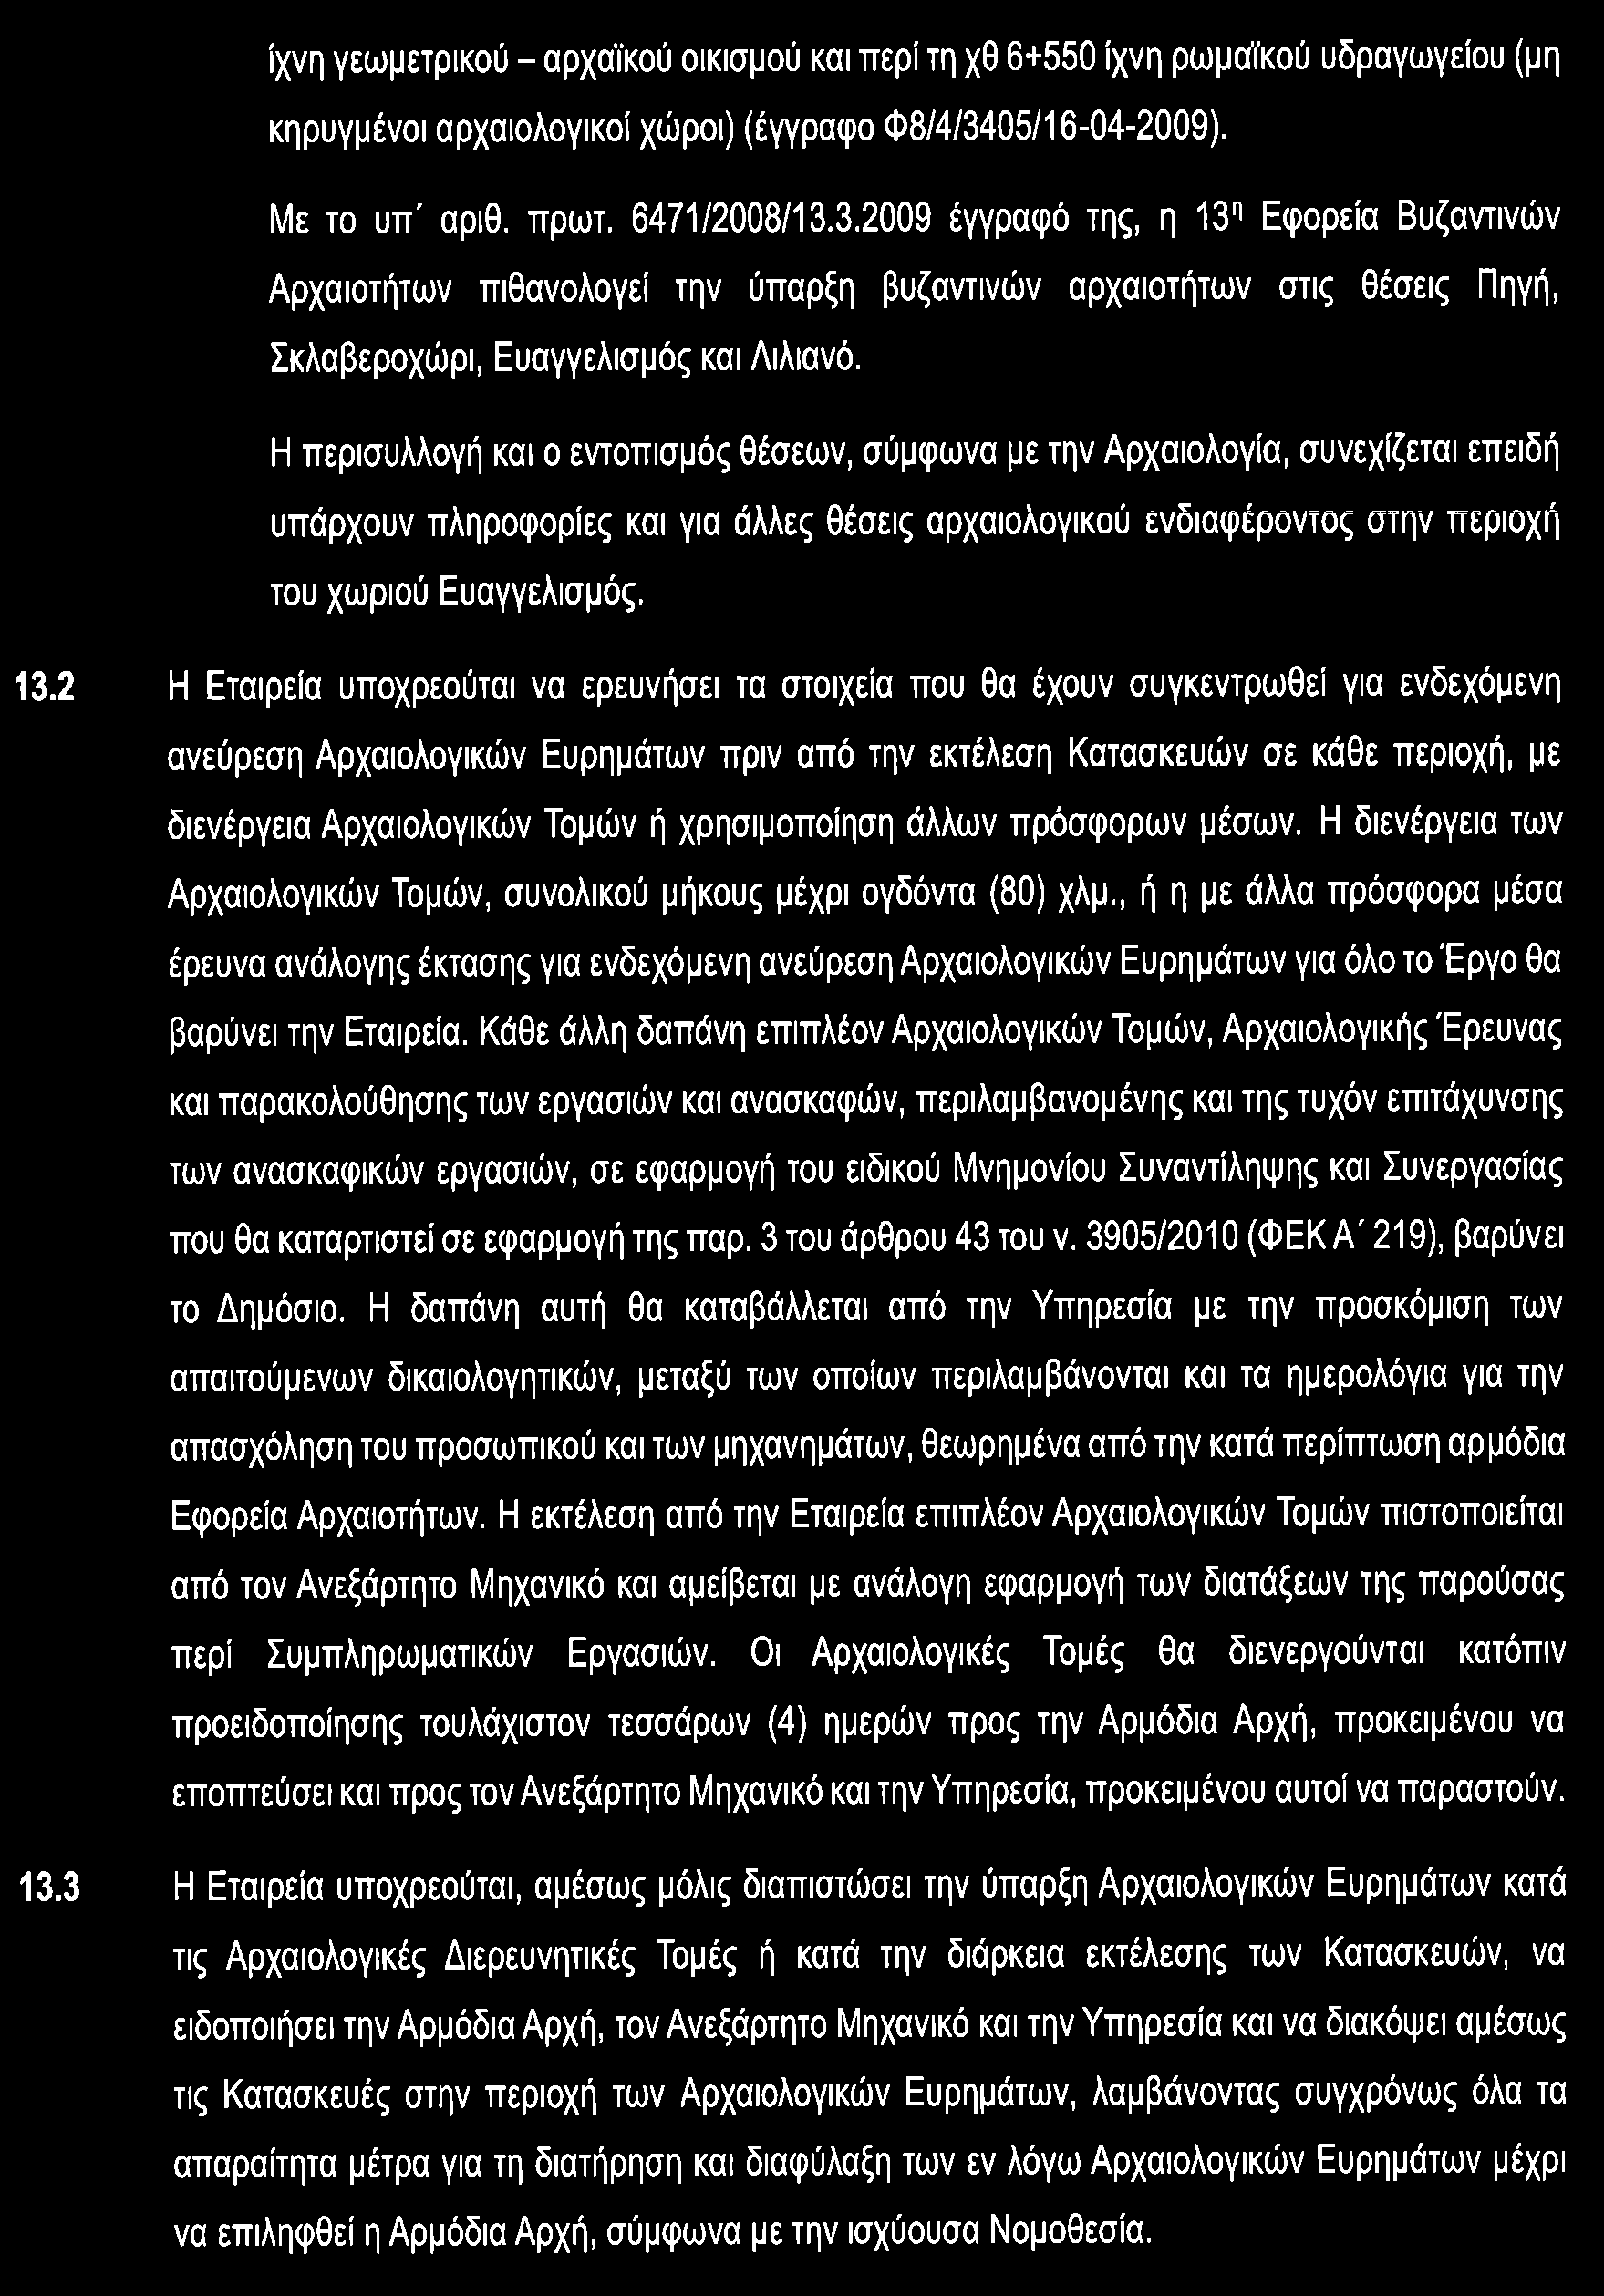 ίχνη γεωμετρικού – αρχαϊκού οικισμού και περί τη χθ 6+550 ίχνη ρωμαϊκού υδραγωγείου (μη
κηρυγμένοι αρχαιολογικοί χώροι) (έγγραφο Φ8/4/3405/16-04-2009).
Με το υπ΄ αριθ. πρωτ. 6471/2008/13.3.2009 έγγραφό της, η 13η Εφορεία Βυζαντινών
Αρχαιοτήτων πιθανολογεί την ύπαρξη βυζαντινών αρχαιοτήτων στις θέσεις Πηγή,
Σκλαβεροχώρι, Ευαγγελισμός και Λιλιανό.
Η περισυλλογή και ο εντοπισμός θέσεων, σύμφωνα με την Αρχαιολογία, συνεχίζεται επειδή
υπάρχουν πληροφορίες και για άλλες θέσεις αρχαιολογικού ενδιαφέροντος στην περιοχή
του χωριού Ευαγγελισμός.
13.2 Η Εταιρεία υποχρεούται να ερευνήσει τα στοιχεία που θα έχουν συγκεντρωθεί για ενδεχόμενη
ανεύρεση Αρχαιολογικών Ευρημάτων πριν από την εκτέλεση Κατασκευών σε κάθε περιοχή, με
διενέργεια Αρχαιολογικών Τομών ή χρησιμοποίηση άλλων πρόσφορων μέσων. Η διενέργεια των
Αρχαιολογικών Τομών, συνολικού μήκους μέχρι ογδόντα (80) χλμ., ή η με άλλα πρόσφορα μέσα
έρευνα ανάλογης έκτασης για ενδεχόμενη ανεύρεση Αρχαιολογικών Ευρημάτων για όλο το Έργο θα
βαρύνει την Εταιρεία. Κάθε άλλη δαπάνη επιπλέον Αρχαιολογικών Τομών, Αρχαιολογικής Έρευνας
και παρακολούθησης των εργασιών και ανασκαφών, περιλαμβανομένης και της τυχόν επιτάχυνσης
των ανασκαφικών εργασιών, σε εφαρμογή του ειδικού Μνημονίου Συναντίληψης και Συνεργασίας
που θα καταρτιστεί σε εφαρμογή της παρ. 3 του άρθρου 43 του ν. 3905/2010 (ΦΕΚ Α΄ 219), βαρύνει
το Δημόσιο. Η δαπάνη αυτή θα καταβάλλεται από την Υπηρεσία με την προσκόμιση των
απαιτούμενων δικαιολογητικών, μεταξύ των οποίων περιλαμβάνονται και τα ημερολόγια για την
απασχόληση του προσωπικού και των μηχανημάτων, θεωρημένα από την κατά περίπτωση αρμόδια
Εφορεία Αρχαιοτήτων. Η εκτέλεση από την Εταιρεία επιπλέον Αρχαιολογικών Τομών πιστοποιείται
από τον Ανεξάρτητο Μηχανικό και αμείβεται με ανάλογη εφαρμογή των διατάξεων της παρούσας
περί Συμπληρωματικών Εργασιών. Οι Αρχαιολογικές Τομές θα διενεργούνται κατόπιν
προειδοποίησης τουλάχιστον τεσσάρων (4) ημερών προς την Αρμόδια Αρχή, προκειμένου να
εποπτεύσει και προς τον Ανεξάρτητο Μηχανικό και την Υπηρεσία, προκειμένου αυτοί να παραστούν.
13.3 Η Εταιρεία υποχρεούται, αμέσως μόλις διαπιστώσει την ύπαρξη Αρχαιολογικών Ευρημάτων κατά
τις Αρχαιολογικές Διερευνητικές Τομές ή κατά την διάρκεια εκτέλεσης των Κατασκευών, να
ειδοποιήσει την Αρμόδια Αρχή, τον Ανεξάρτητο Μηχανικό και την Υπηρεσία και να διακόψει αμέσως
τις Κατασκευές στην περιοχή των Αρχαιολογικών Ευρημάτων, λαμβάνοντας συγχρόνως όλα τα
απαραίτητα μέτρα για τη διατήρηση και διαφύλαξη των εν λόγω Αρχαιολογικών Ευρημάτων μέχρι
να επιληφθεί η Αρμόδια Αρχή, σύμφωνα με την ισχύουσα Νομοθεσία.